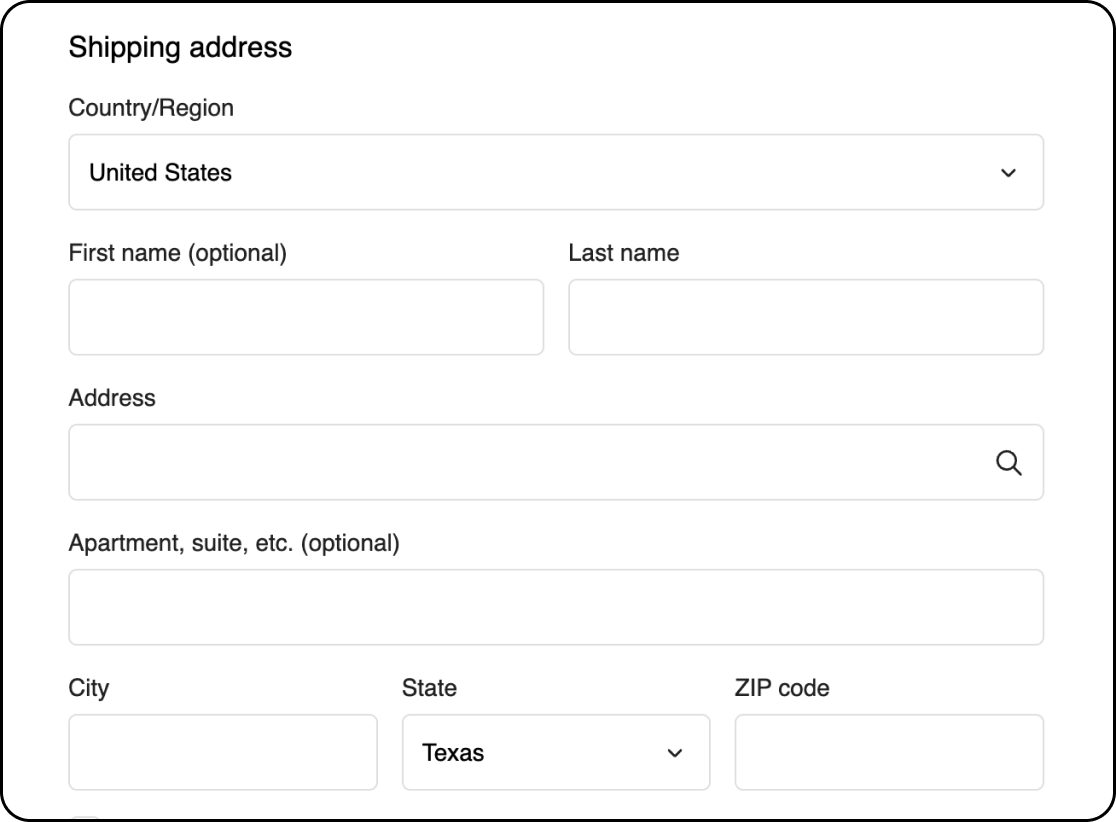 Shipping address
Country/Region
United States
First name (optional) Last name
Address
Apartment, suite, etc. (optional)
City State ZIP code
Texas